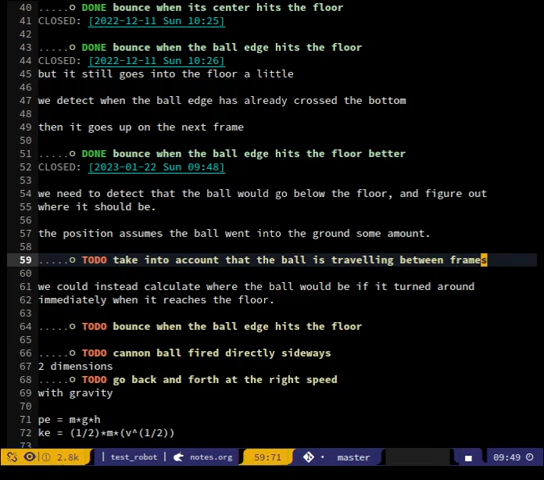 40 .....o DONE bounce when its center hits the floor
41 CLOSED: [2022-12-11 Sun 10:25]
42
43 .....o DONE bounce when the ball edge hits the floor
44 CLOSED: [2022-12-11 Sun 10:26]
45 but it still goes into the floor a little
46
47 we detect when the ball edge has already crossed the bottom
48
49 then it goes up on the next frame
50
51 .....o DONE bounce when the ball edge hits the floor better
52 CLOSED: [2023-01-22 Sun 09:48]
53
54 we need to detect that the ball would go below the floor, and figure out
55 where it should be.
56
57 the position assumes the ball went into the ground some amount.
58
59 .....o TODO take into account that the ball is travelling between frames
60
61 we could instead calculate where the ball would be if it turned around
62 immediately when it reaches the floor.
63
64 .....o TODO bounce when the ball edge hits the floor
65
66 .....o TODO cannon ball fired directly sideways
67 2 dimensions
68 .....o TODO go back and forth at the right speed
69 with gravity
70
71 pe = m*g*h
72 ke = (1/2)*m*(v^(1/2))
73
2.8k | test_robot | notes.org 59:71 master 09:49